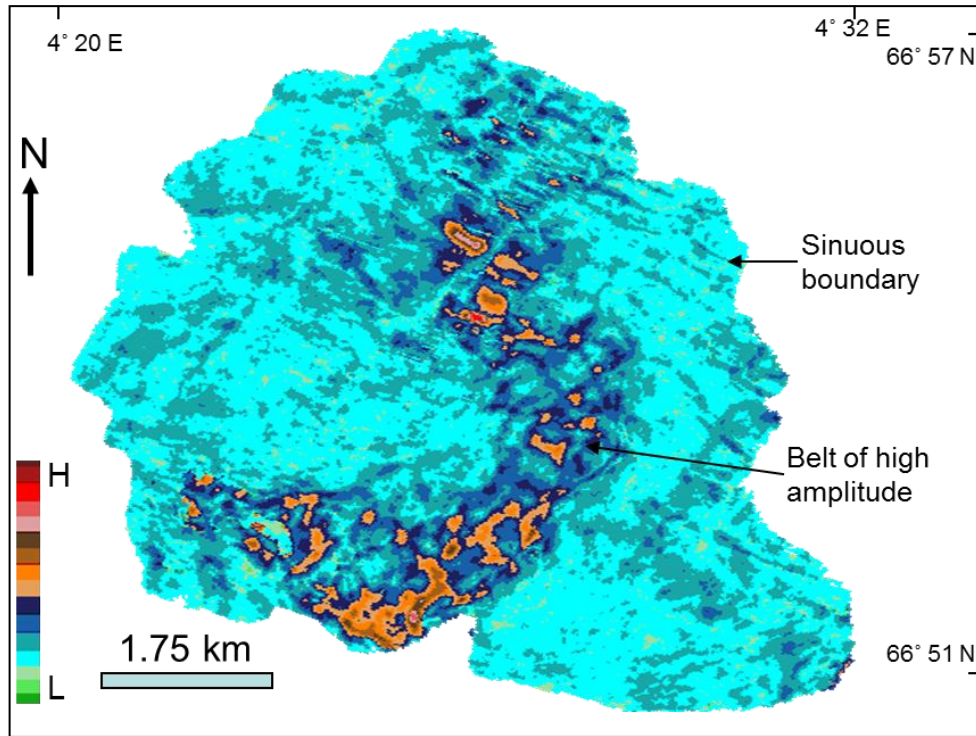 4° 20 E
4° 32 E
66° 57 N
N
Sinuous
boundary
Belt of high
amplitude
H
L
1.75 km
66° 51 N